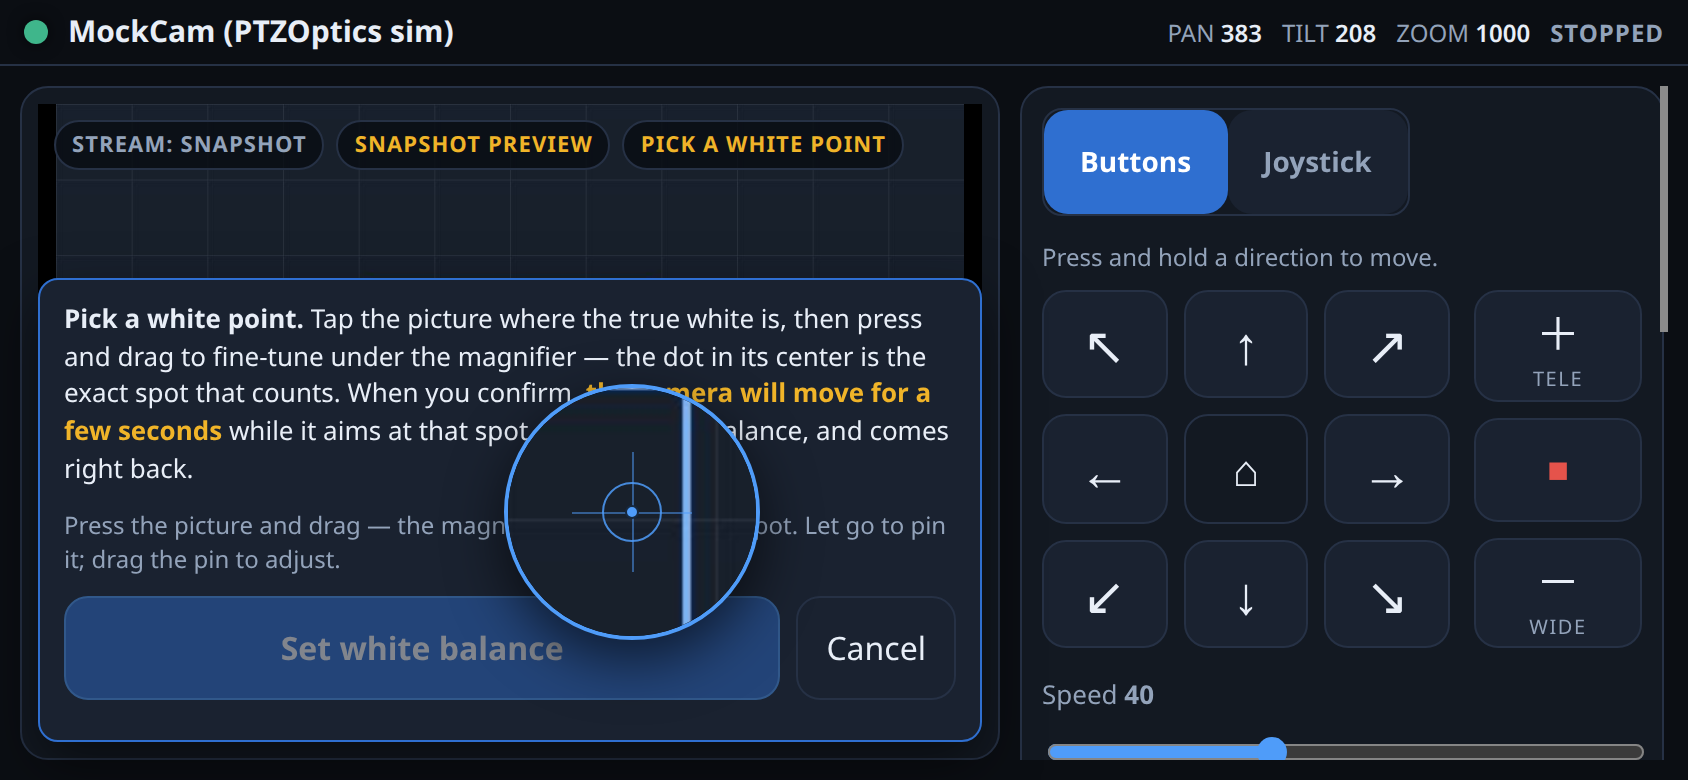 MockCam (PTZOptics sim)
PAN 383 TILT 208 ZOOM 1000 STOPPED
STREAM: SNAPSHOT
SNAPSHOT PREVIEW
PICK A WHITE POINT
Pick a white point. Tap the picture where the true white is, then press
and drag to fine-tune under the magnifier — the dot in its center is the
exact spot that counts. When you confirm, will move for a
few seconds while it aims at that spot and comes
right back.
Press the picture and drag — the Let go to pin
it; drag the pin to adjust.
Set white balance
Cancel
Buttons
Joystick
Press and hold a direction to move.
↖ ↑ ↗
+
TELE
← ⌂ →
■
↙ ↓ ↘
—
WIDE
Speed 40